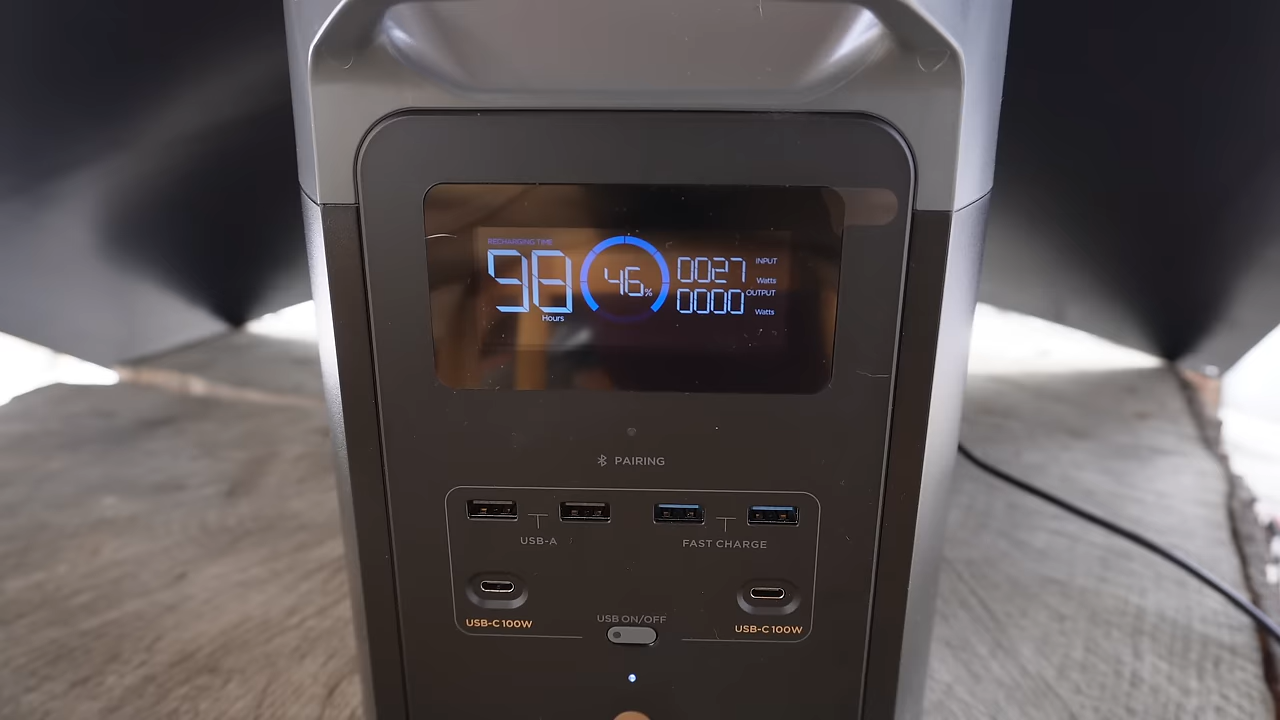 RECHARGING TIME
98
Hours
46%
0027 INPUT Watts
0000 OUTPUT Watts
PAIRING
USB-A
FAST CHARGE
USB-C 100W
USB-C 100W
USB ON/OFF